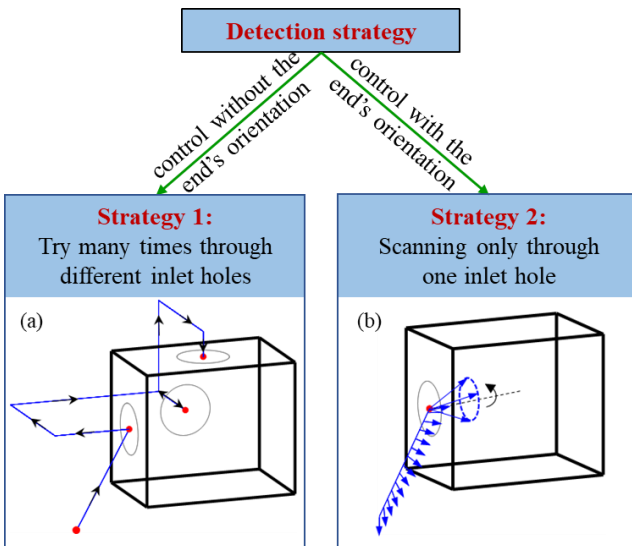 Detection strategy
control without the
end's orientation
control with the
end's orientation
Strategy 1:
Try many times through
different inlet holes
Strategy 2:
Scanning only through
one inlet hole
(a)
(b)